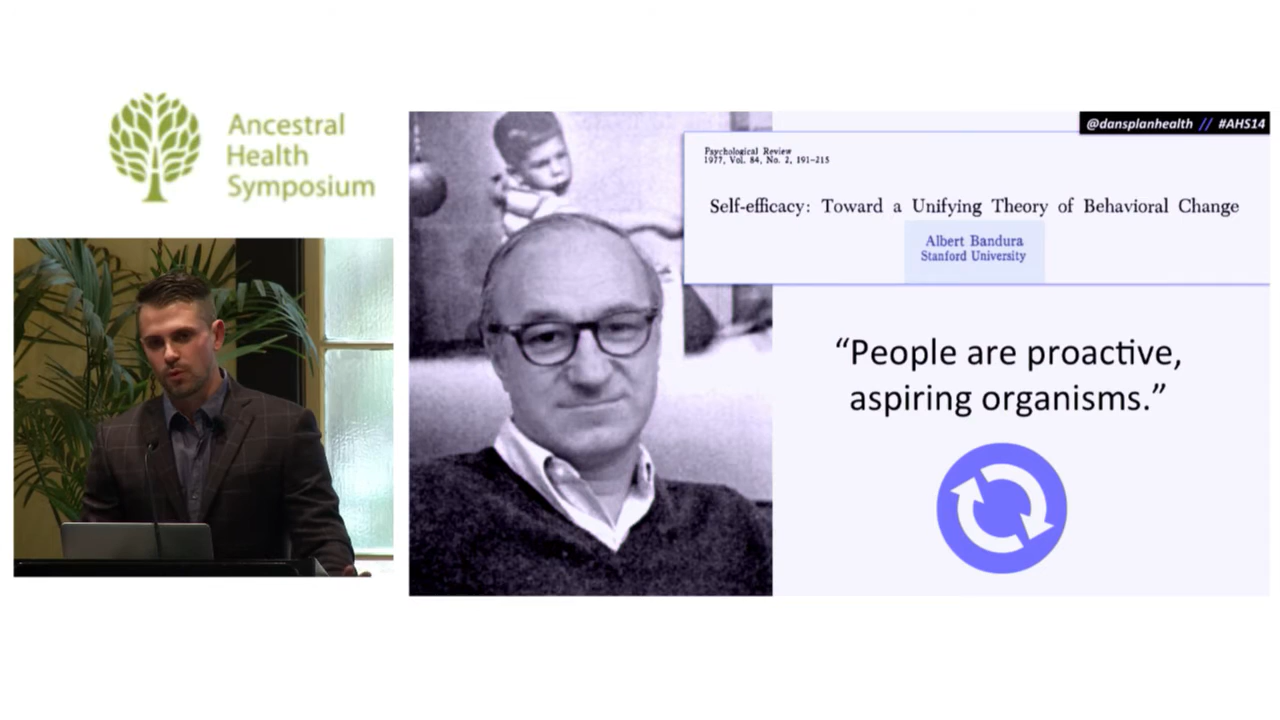 Ancestral
Health
Symposium
@dansplanhealth // #AHS14
Psychological Review
1977, Vol. 84, No. 2, 191-215
Self-efficacy: Toward a Unifying Theory of Behavioral Change
Albert Bandura
Stanford University
“People are proactive,
aspiring organisms.”